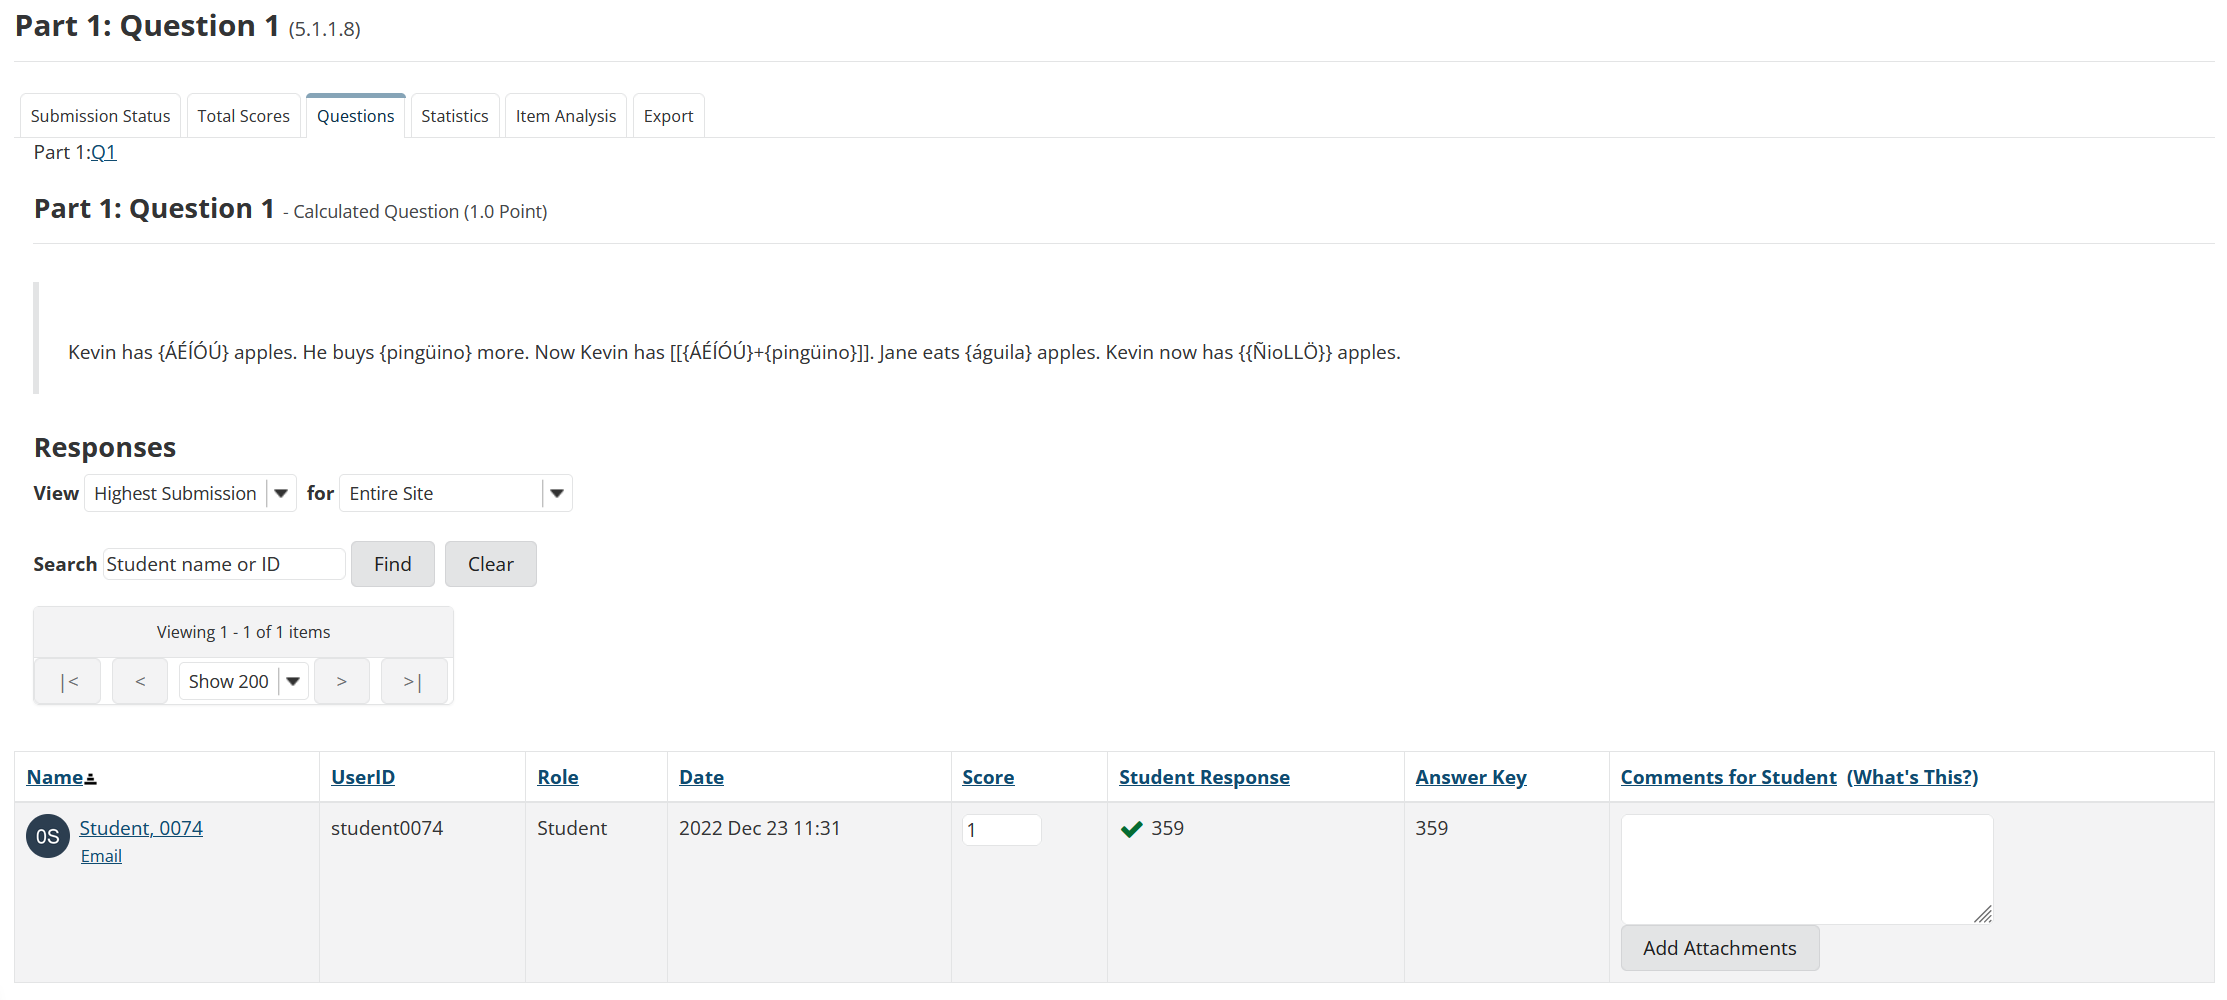 Part 1: Question 1 (5.1.1.8)
Submission Status Total Scores Questions Statistics Item Analysis Export
Part 1:Q1
Part 1: Question 1 - Calculated Question (1.0 Point)
Kevin has {ÁÉÍÓÚ} apples. He buys {pingüino} more. Now Kevin has [[{ÁÉÍÓÚ}+{pingüino}]]. Jane eats {águila} apples. Kevin now has {{ÑioLLÖ}} apples.
Responses
View Highest Submission for Entire Site
Search Student name or ID Find Clear
Viewing 1 - 1 of 1 items
|< < Show 200 > >|
Name UserID Role Date Score Student Response Answer Key Comments for Student (What's This?)
0S Student, 0074 student0074 Student 2022 Dec 23 11:31 1 359 359
Email
Add Attachments